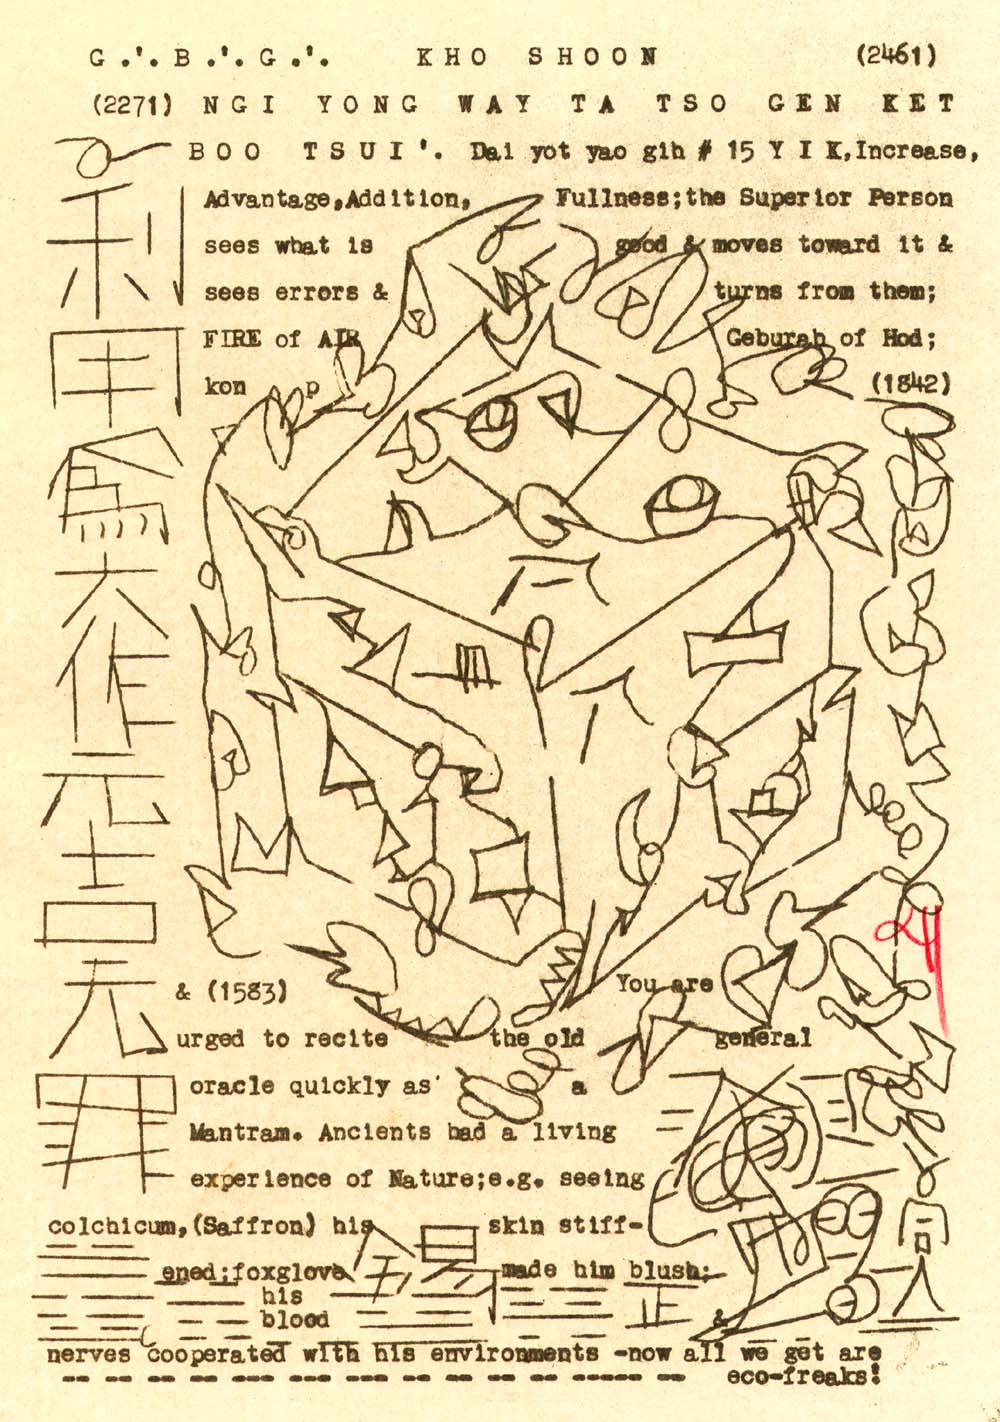 G.'. B.'. G.'. KHO SHOON (2461)
(2271) NGI YONG WAY TA TSO GEN KET
BOO TSUI'. Dai yot yao gih # 15 Y I K, Increase,
Advantage, Addition, Fullness; the Superior Person
sees what is good & moves toward it &
sees errors & turns from them;
FIRE of AIR Geburah of Hod;
kon p (1842)
利
用
爲
大
作
元
吉
无
24
& (1583) You are
urged to recite the old general
oracle quickly as' a
Mantram. Ancients had a living
experience of Nature; e.g. seeing
colchicum, (Saffron) his skin stiff-
ened; foxglove made him blush;
his
正 &
blood
nerves cooperated with his environments -now all we get are
eco-freaks!